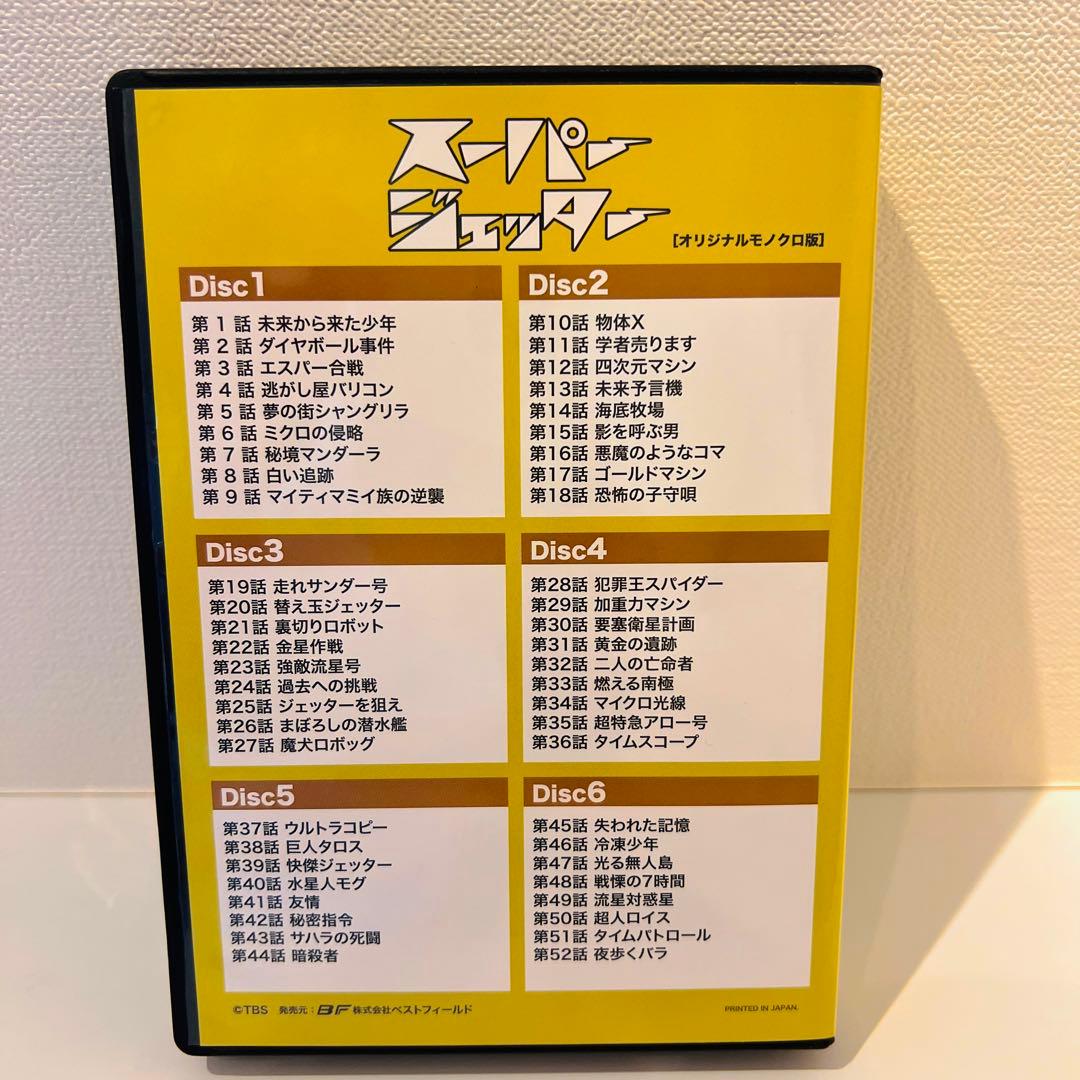 スーパー
ジェッター
[オリジナルモノクロ版]
Disc1
第 1 話 未来から来た少年
第 2 話 ダイヤボール事件
第 3 話 エスパー合戦
第 4 話 逃がし屋バリコン
第 5 話 夢の街シャングリラ
第 6 話 ミクロの侵略
第 7 話 秘境マンダーラ
第 8 話 白い追跡
第 9 話 マイティマミイ族の逆襲
Disc2
第10話 物体X
第11話 学者売ります
第12話 四次元マシン
第13話 未来予言機
第14話 海底牧場
第15話 影を呼ぶ男
第16話 悪魔のようなコマ
第17話 ゴールドマシン
第18話 恐怖の子守唄
Disc3
第19話 走れサンダー号
第20話 替え玉ジェッター
第21話 裏切りロボット
第22話 金星作戦
第23話 強敵流星号
第24話 過去への挑戦
第25話 ジェッターを狙え
第26話 まぼろしの潜水艦
第27話 魔犬ロボッグ
Disc4
第28話 犯罪王スパイダー
第29話 加重力マシン
第30話 要塞衛星計画
第31話 黄金の遺跡
第32話 二人の亡命者
第33話 燃える南極
第34話 マイクロ光線
第35話 超特急アロー号
第36話 タイムスコープ
Disc5
第37話 ウルトラコピー
第38話 巨人タロス
第39話 快傑ジェッター
第40話 水星人モグ
第41話 友情
第42話 秘密指令
第43話 サハラの死闘
第44話 暗殺者
Disc6
第45話 失われた記憶
第46話 冷凍少年
第47話 光る無人島
第48話 戦慄の7時間
第49話 流星対惑星
第50話 超人ロイス
第51話 タイムパトロール
第52話 夜歩くバラ
©TBS 発売元:BF株式会社ベストフィールド
PRINTED IN JAPAN.